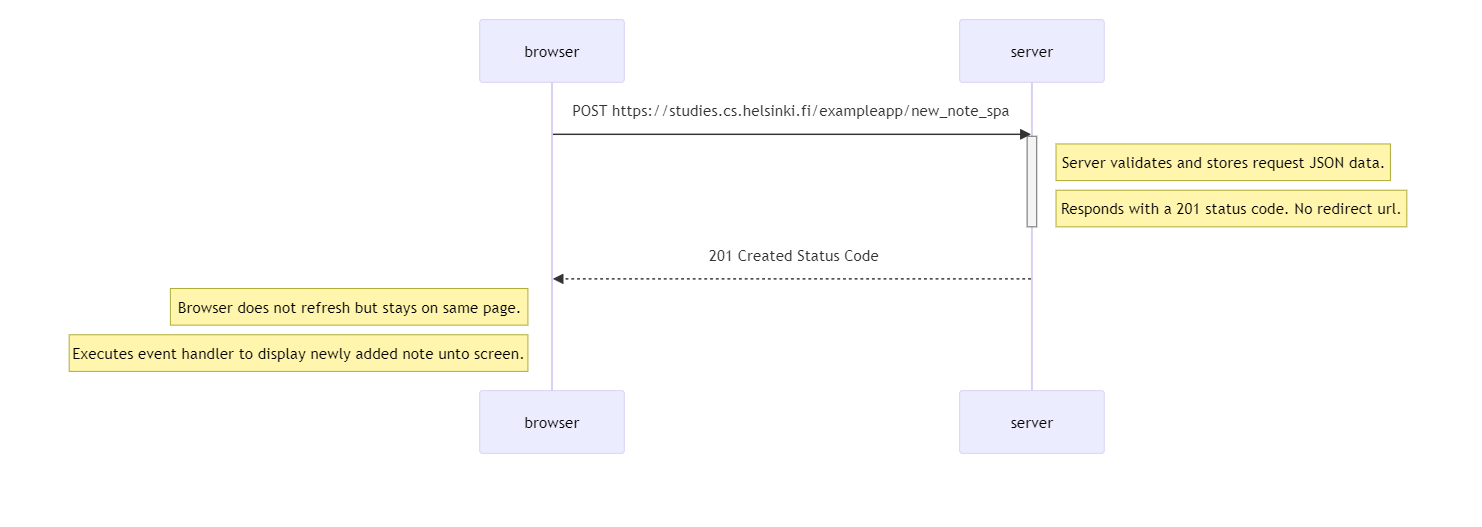 browser
server
POST https://studies.cs.helsinki.fi/exampleapp/new_note_spa
Server validates and stores request JSON data.
Responds with a 201 status code. No redirect url.
201 Created Status Code
Browser does not refresh but stays on same page.
Executes event handler to display newly added note unto screen.
browser
server